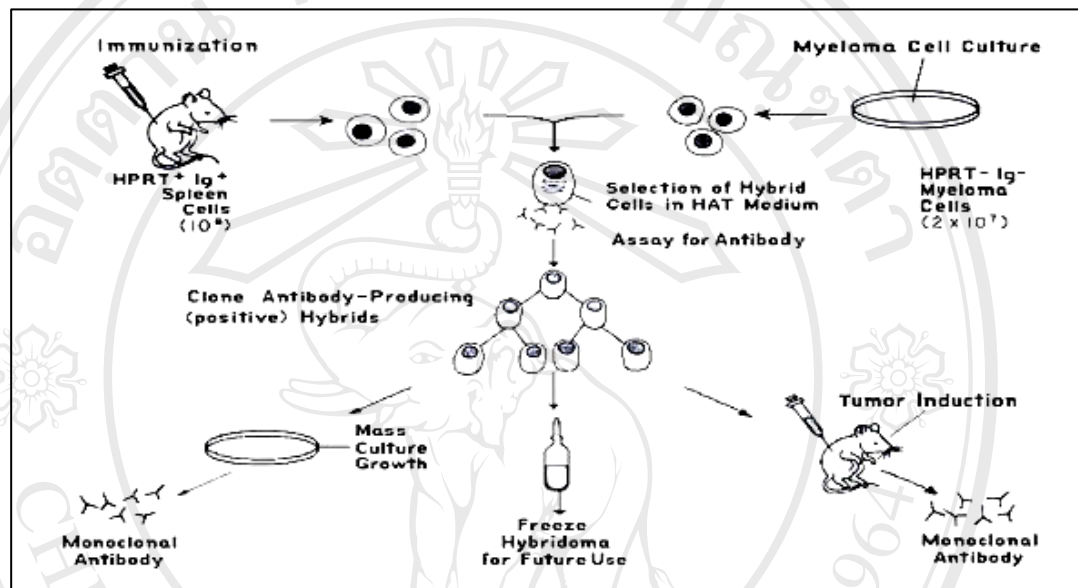 Immunization
Myeloma Cell Culture
HPRT+ Ig+
Spleen
Cells
(10⁸)
Selection of Hybrid
Cells in HAT Medium
HPRT- Ig-
Myeloma
Cells
(2 x 10⁷)
Assay for Antibody
Clone Antibody-Producing
(positive) Hybrids
Mass
Culture
Growth
Tumor Induction
Monoclonal
Antibody
Freeze
Hybridoma
for Future Use
Monoclonal
Antibody